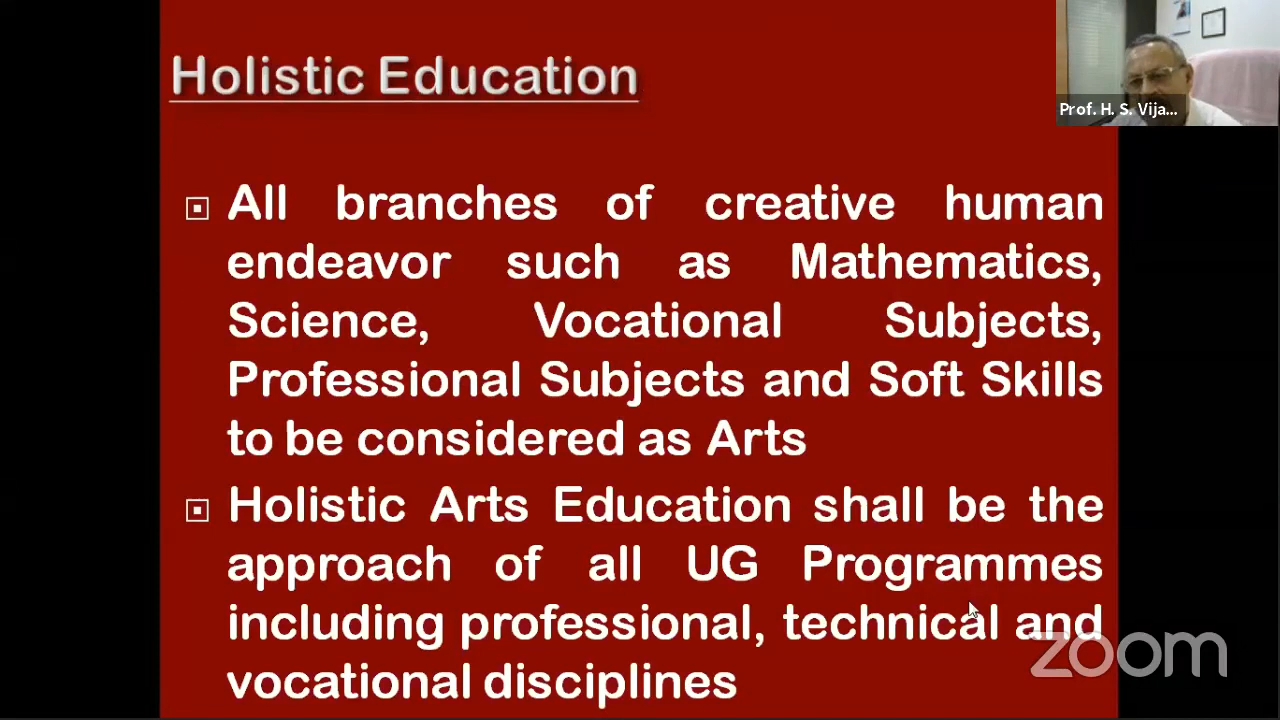 Holistic Education
Prof. H. S. Vija...
All branches of creative human
endeavor such as Mathematics,
Science, Vocational Subjects,
Professional Subjects and Soft Skills
to be considered as Arts
Holistic Arts Education shall be the
approach of all UG Programmes
including professional, technical and
vocational disciplines
zoom